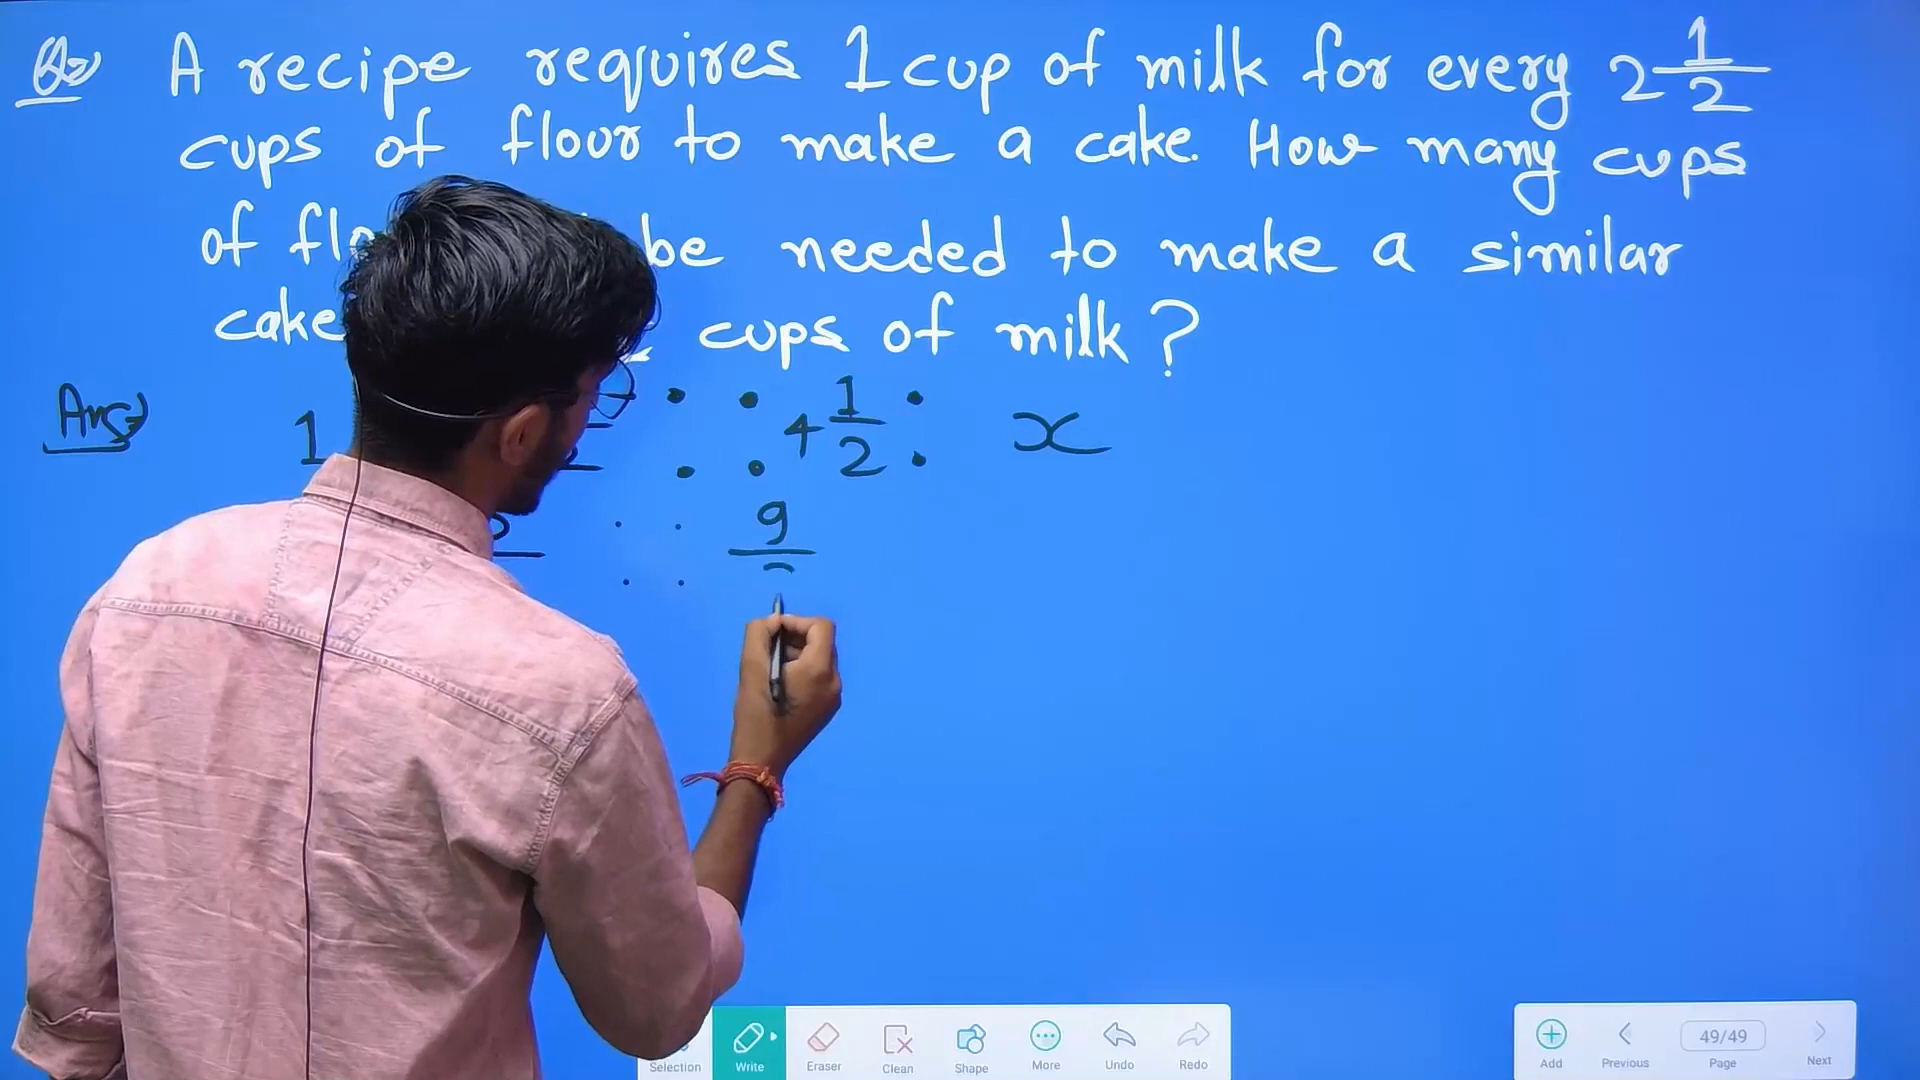 Q⇒ A recipe requires 1 cup of milk for every 2 1/2
cups of flour to make a cake. How many cups
of flo be needed to make a similar
cake cups of milk ?
Ans⇒ 1 : : 4 1/2 : x
: : 9
Selection Write Eraser Clean Shape More Undo Redo
Add Previous 49/49 Page Next